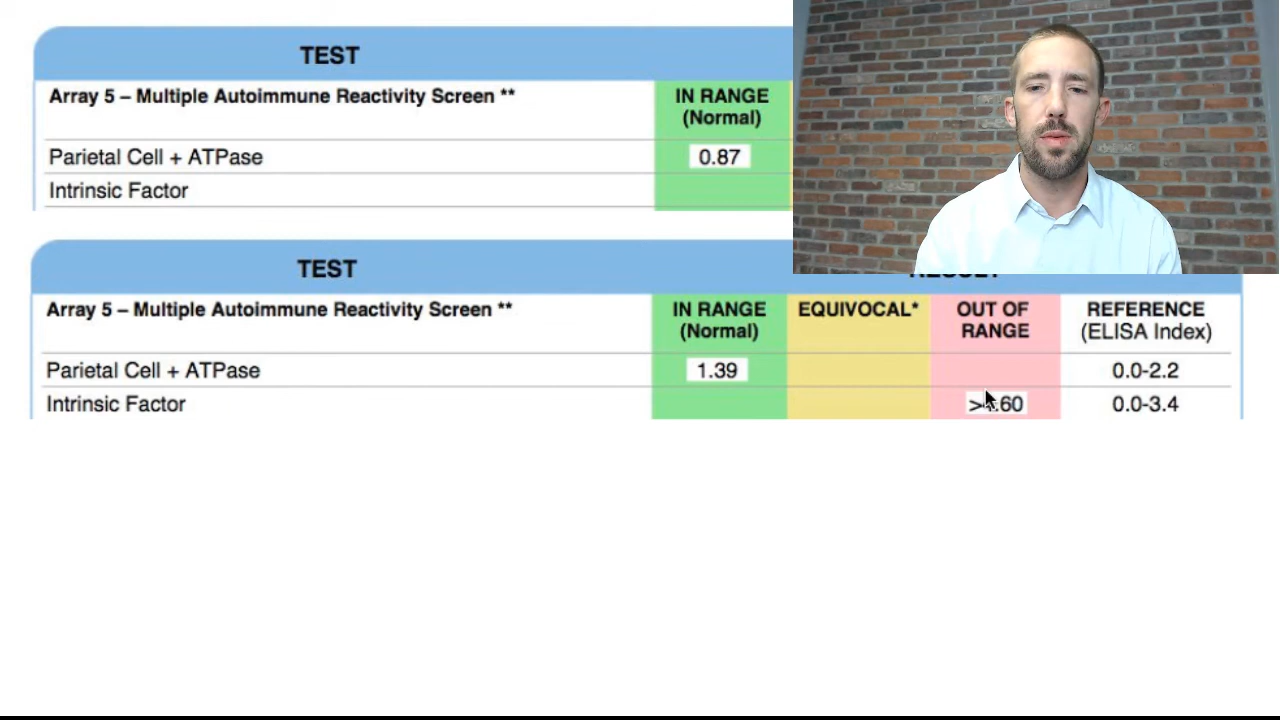 TEST
Array 5 – Multiple Autoimmune Reactivity Screen ** IN RANGE
(Normal)
Parietal Cell + ATPase 0.87
Intrinsic Factor
TEST
Array 5 – Multiple Autoimmune Reactivity Screen ** IN RANGE EQUIVOCAL* OUT OF REFERENCE
(Normal) RANGE (ELISA Index)
Parietal Cell + ATPase 1.39 0.0-2.2
Intrinsic Factor 0.0-3.4